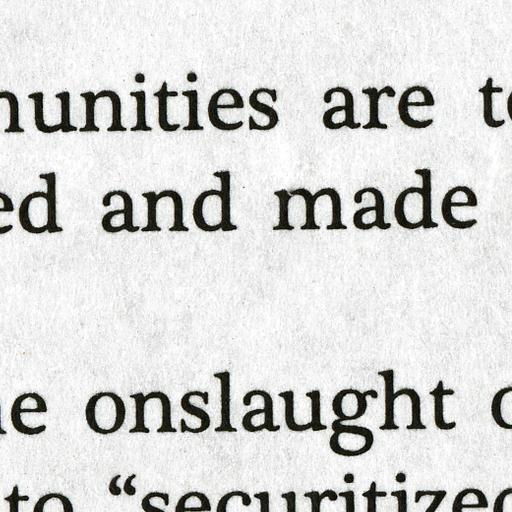 nunities are t
ed and made
e onslaught
to “securitized